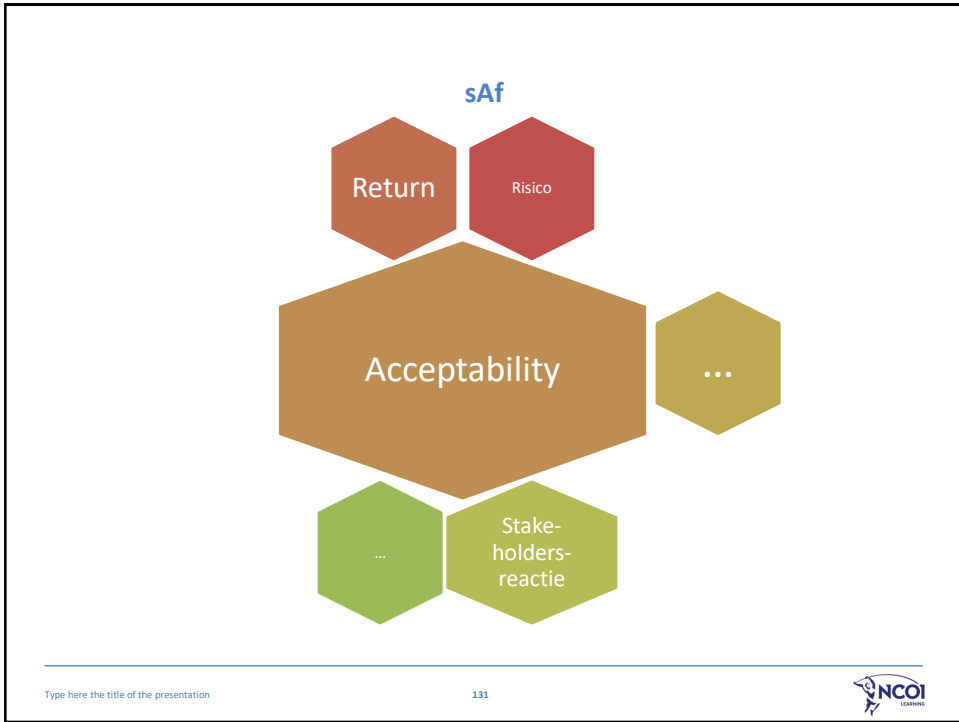 sAf
Return
Risico
Acceptability
...
...
Stake-
holders-
reactie
Type here the title of the presentation
131
NCOI
LEARNING